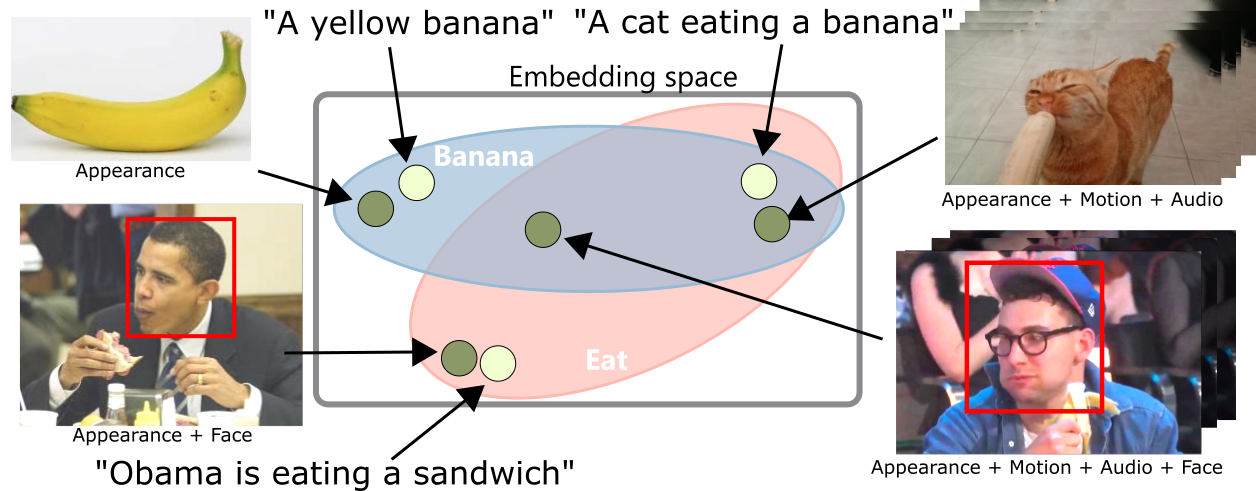 "A yellow banana"
"A cat eating a banana"
Embedding space
Banana
Appearance
Appearance + Motion + Audio
Eat
Appearance + Face
"Obama is eating a sandwich"
Appearance + Motion + Audio + Face